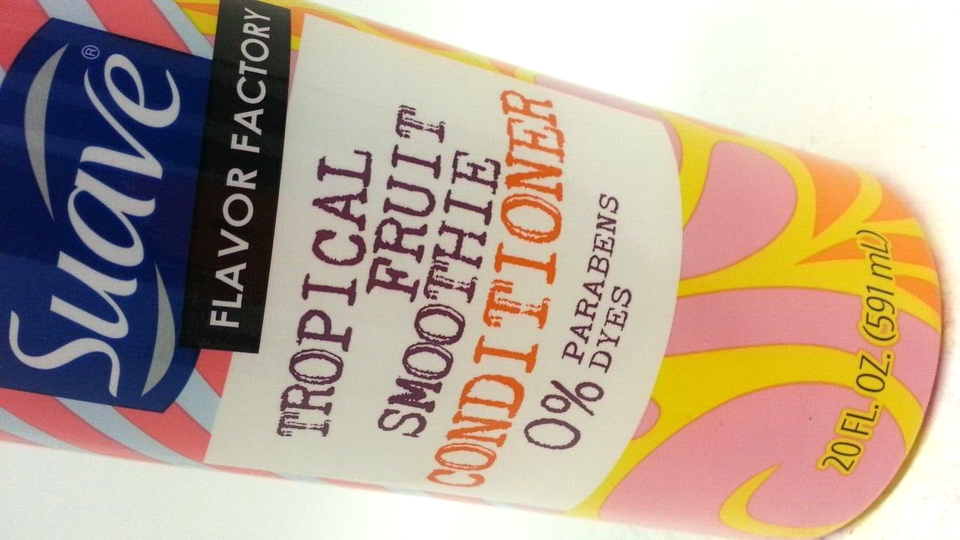 Suave®
FLAVOR FACTORY
TROPICAL
FRUIT
SMOOTHIE
CONDITIONER
0% PARABENS
DYES
20 FL. OZ. (591 mL)